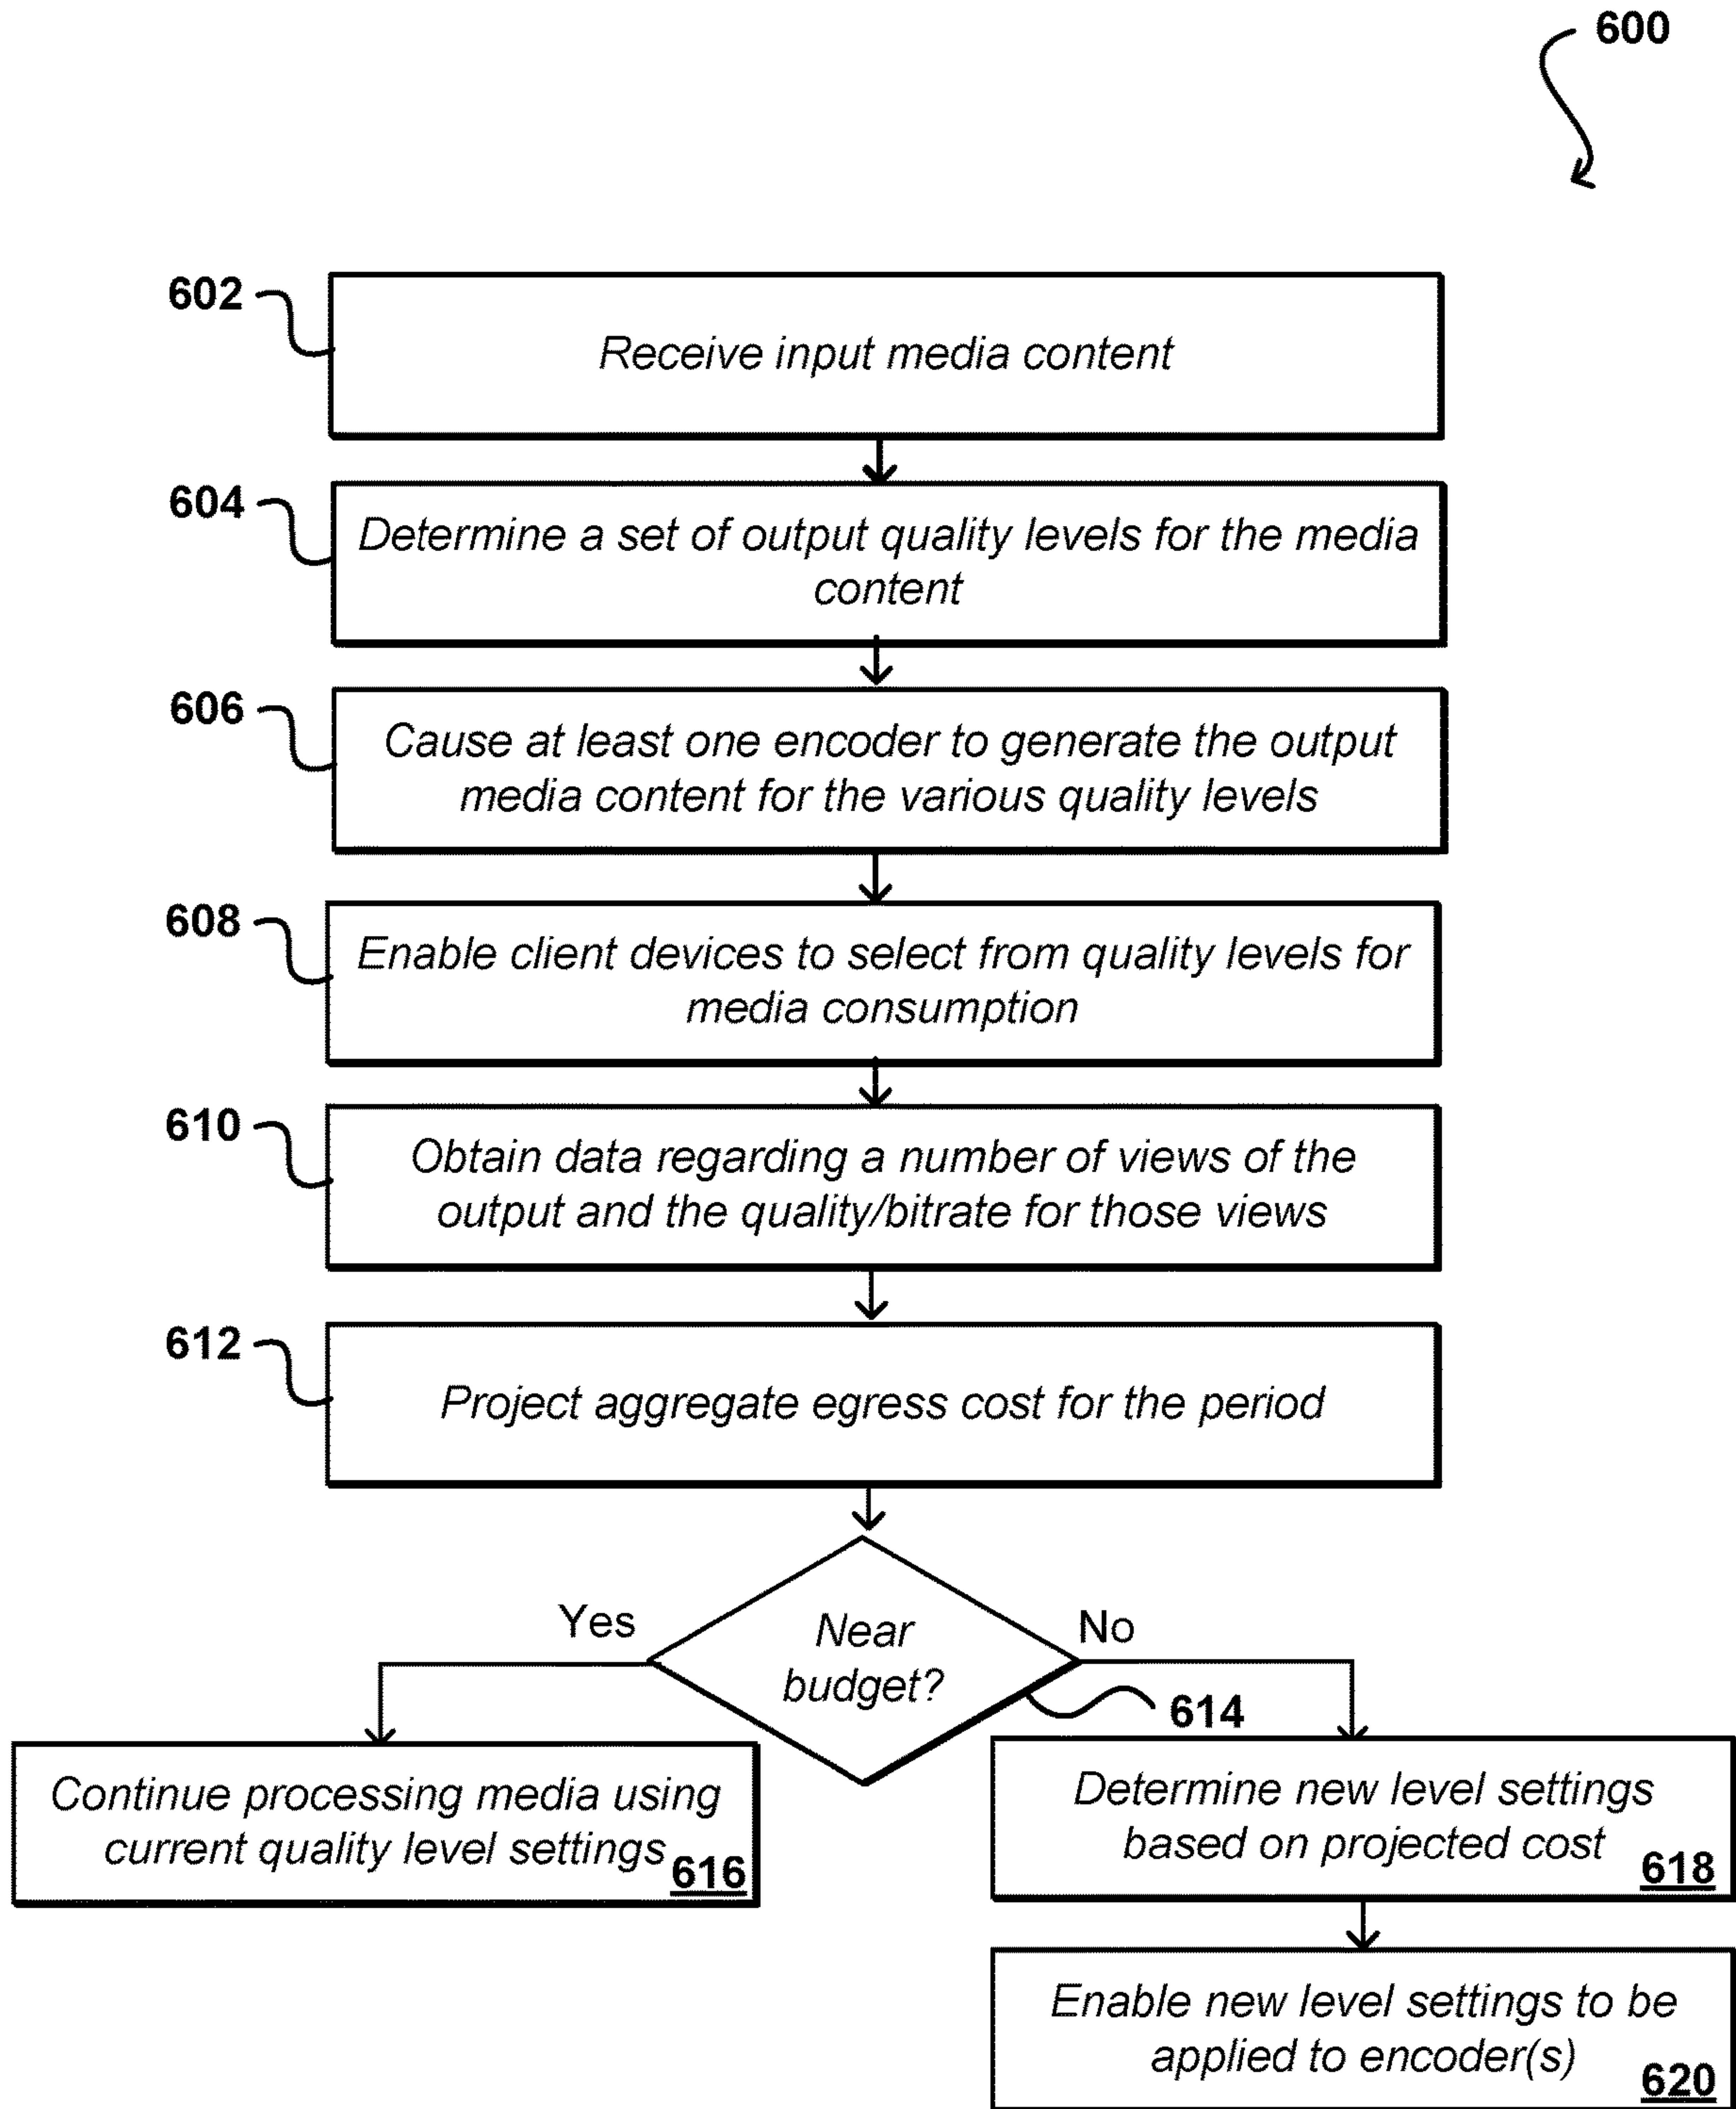 600
602
Receive input media content
604
Determine a set of output quality levels for the media
content
606
Cause at least one encoder to generate the output
media content for the various quality levels
608
Enable client devices to select from quality levels for
media consumption
610
Obtain data regarding a number of views of the
output and the quality/bitrate for those views
612
Project aggregate egress cost for the period
Yes
Near
budget?
No
614
Continue processing media using
current quality level settings
616
Determine new level settings
based on projected cost
618
Enable new level settings to be
applied to encoder(s)
620